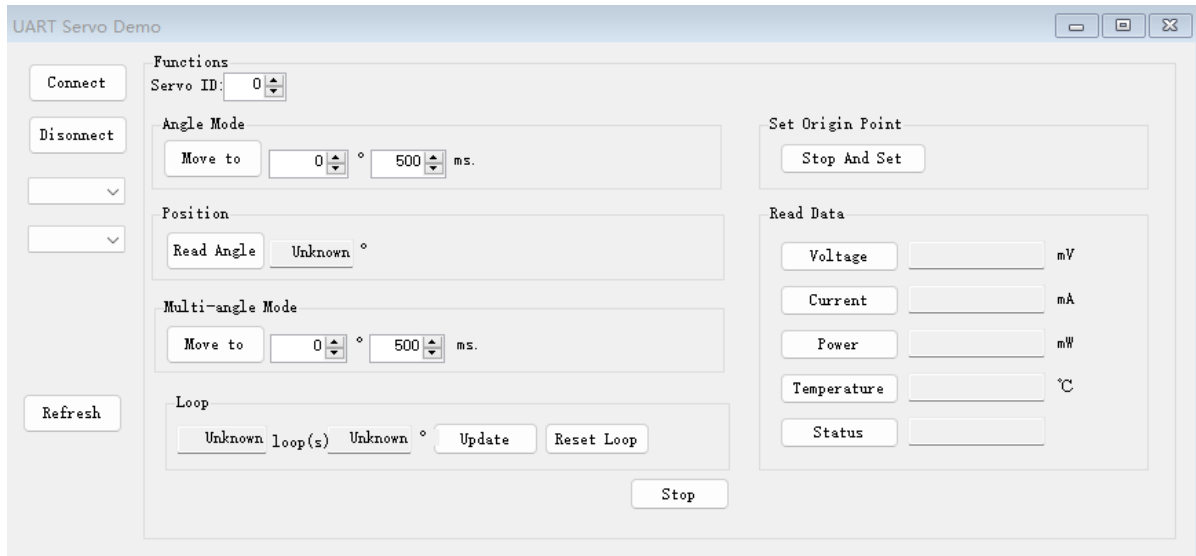 UART Servo Demo
Connect
Disonnect
Refresh
Functions
Servo ID: 0
Angle Mode
Move to 0 ° 500 ms.
Position
Read Angle Unknown °
Multi-angle Mode
Move to 0 ° 500 ms.
Loop
Unknown loop(s) Unknown ° Update Reset Loop
Stop
Set Origin Point
Stop And Set
Read Data
Voltage mV
Current mA
Power mW
Temperature ℃
Status